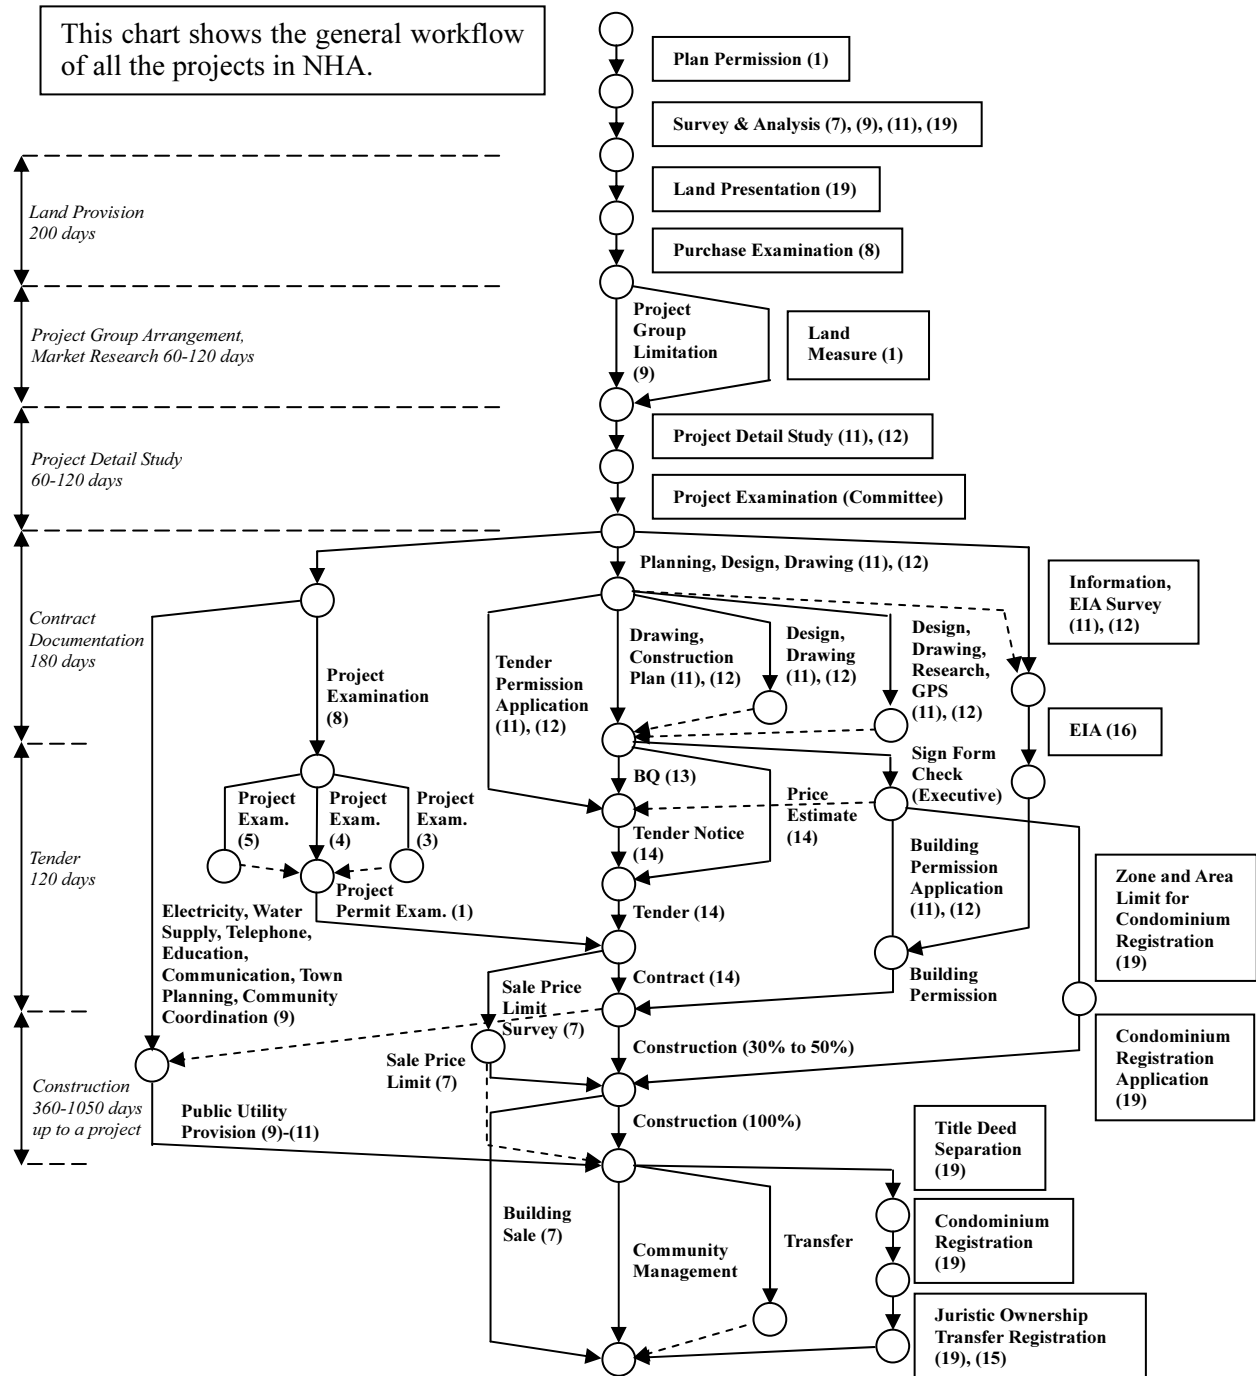 This chart shows the general workflow
of all the projects in NHA.
Plan Permission (1)
Survey & Analysis (7), (9), (11), (19)
Land Presentation (19)
Land Provision
200 days
Purchase Examination (8)
Project Group Arrangement,
Market Research 60-120 days
Project
Group
Limitation
(9)
Land
Measure (1)
Project Detail Study (11), (12)
Project Detail Study
60-120 days
Project Examination (Committee)
Planning, Design, Drawing (11), (12)
Information,
EIA Survey
(11), (12)
Contract
Documentation
180 days
Project
Examination
(8)
Tender
Permission
Application
(11), (12)
Drawing,
Construction
Plan (11), (12)
Design,
Drawing
(11), (12)
Design,
Drawing,
Research,
GPS
(11), (12)
EIA (16)
BQ (13)
Sign Form
Check
(Executive)
Price
Estimate
(14)
Project
Exam.
(5)
Project
Exam.
(4)
Project
Exam.
(3)
Tender Notice
(14)
Tender
120 days
Building
Permission
Application
(11), (12)
Zone and Area
Limit for
Condominium
Registration
(19)
Project
Permit Exam. (1)
Tender (14)
Electricity, Water
Supply, Telephone,
Education,
Communication, Town
Planning, Community
Coordination (9)
Contract (14)
Building
Permission
Sale Price
Limit
Survey (7)
Construction (30% to 50%)
Condominium
Registration
Application
(19)
Sale Price
Limit (7)
Construction
360-1050 days
up to a project
Public Utility
Provision (9)-(11)
Construction (100%)
Title Deed
Separation
(19)
Building
Sale (7)
Community
Management
Transfer
Condominium
Registration
(19)
Juristic Ownership
Transfer Registration
(19), (15)